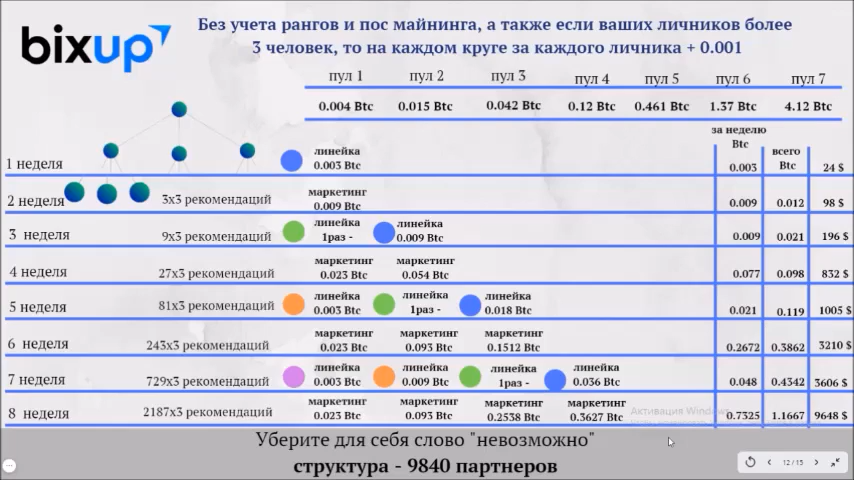 bixup
Без учета рангов и пос майнинга, а также если ваших личников более
3 человек, то на каждом круге за каждого личника + 0.001
пул 1 пул 2 пул 3 пул 4 пул 5 пул 6 пул 7
0.004 Btc 0.015 Btc 0.042 Btc 0.12 Btc 0.461 Btc 1.37 Btc 4.12 Btc
за неделю
Btc
всего
Btc
1 неделя
линейка
0.003 Btc
0.003 24 $
2 неделя 3х3 рекомендаций
маркетинг
0.009 Btc
0.009 0.012 98 $
3 неделя 9х3 рекомендаций
линейка линейка
1раз - 0.009 Btc
0.009 0.021 196 $
4 неделя 27х3 рекомендаций
маркетинг маркетинг
0.023 Btc 0.054 Btc
0.077 0.098 832 $
5 неделя 81х3 рекомендаций
линейка линейка линейка
0.003 Btc 1раз - 0.018 Btc
0.021 0.119 1005 $
6 неделя 243х3 рекомендаций
маркетинг маркетинг маркетинг
0.023 Btc 0.093 Btc 0.1512 Btc
0.2672 0.3862 3210 $
7 неделя 729х3 рекомендаций
линейка линейка линейка линейка
0.003 Btc 0.009 Btc 1раз - 0.036 Btc
0.048 0.4342 3606 $
8 неделя 2187х3 рекомендаций
маркетинг маркетинг маркетинг маркетинг
0.023 Btc 0.093 Btc 0.2538 Btc 0.3627 Btc
0.7325 1.1667 9648 $
Активация Windows
Уберите для себя слово "невозможно"
структура - 9840 партнеров
12 / 13